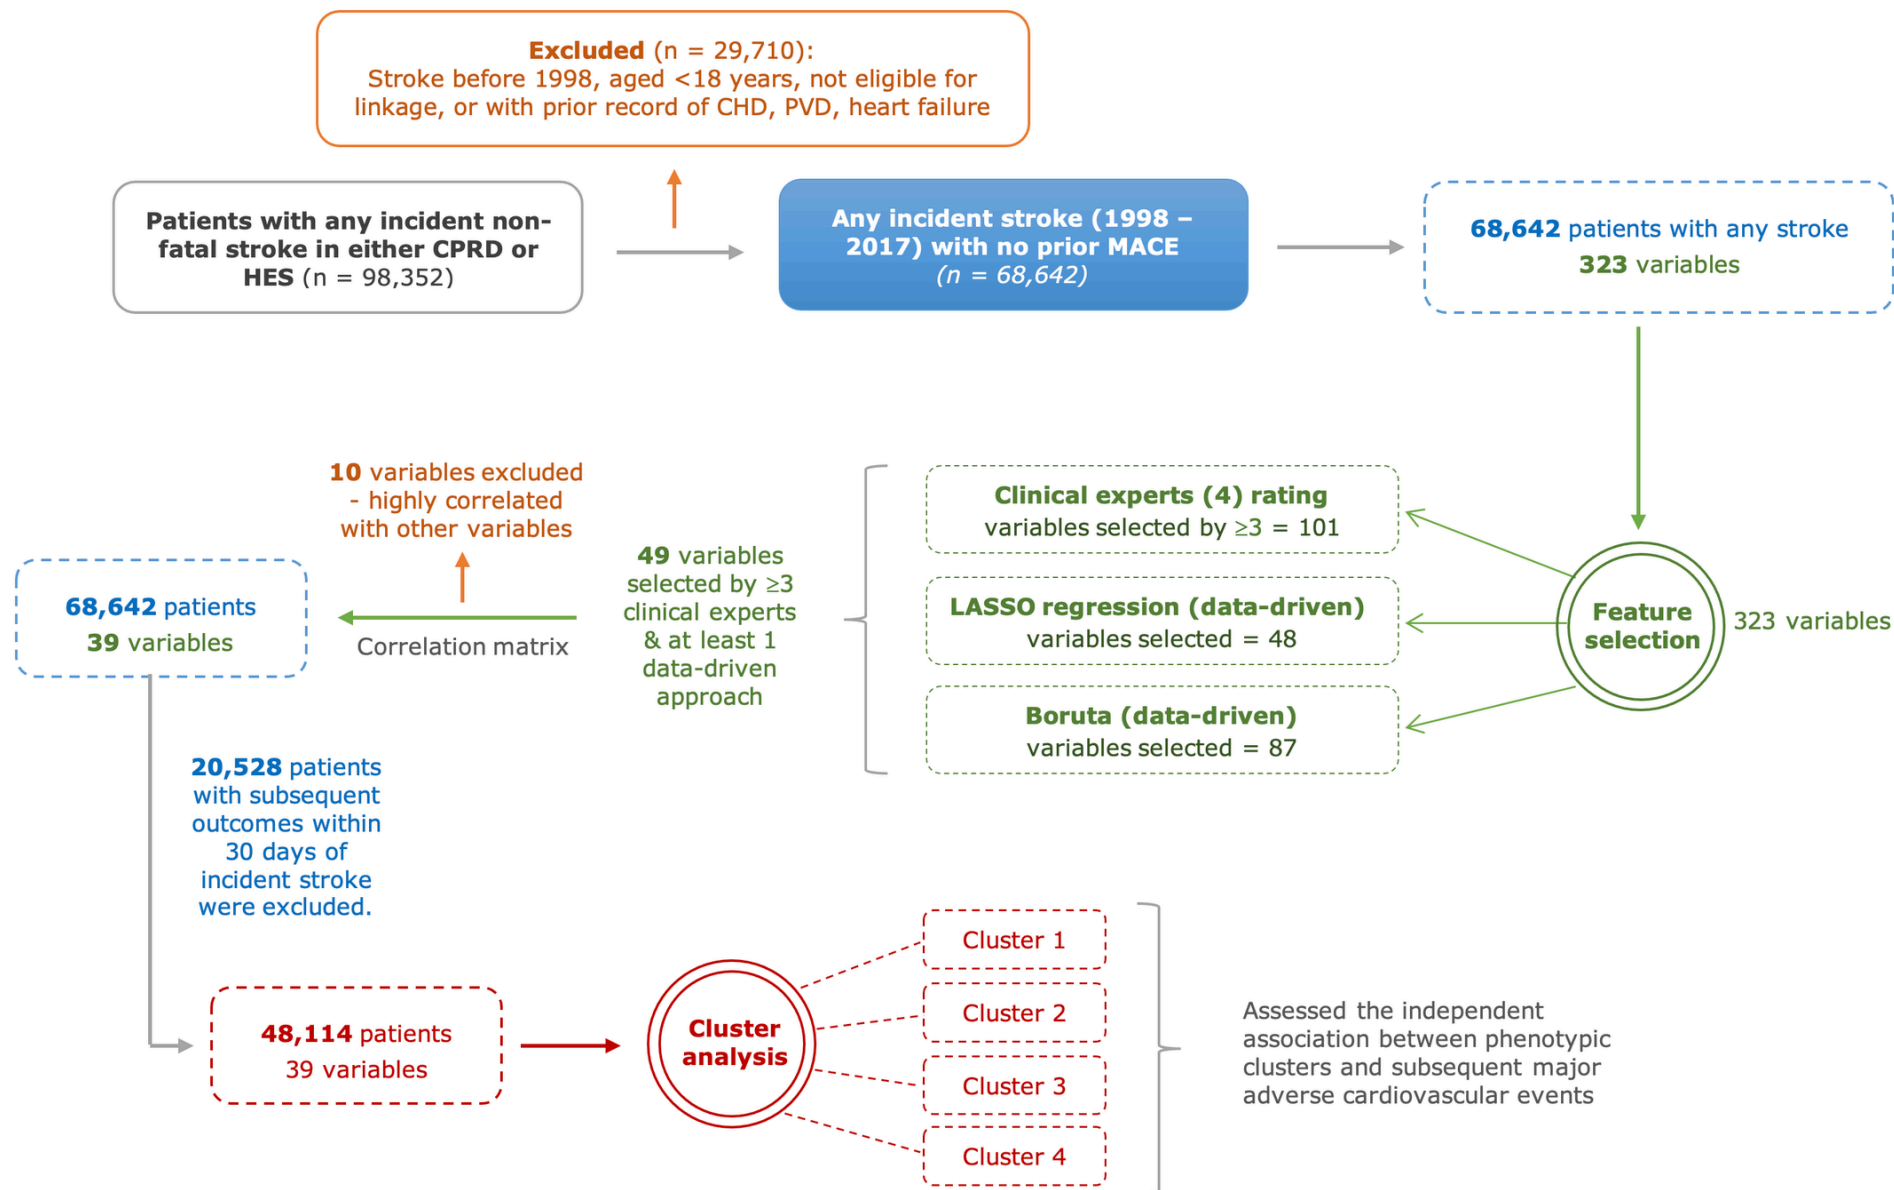 Excluded (n = 29,710):
Stroke before 1998, aged <18 years, not eligible for
linkage, or with prior record of CHD, PVD, heart failure
Patients with any incident non-
fatal stroke in either CPRD or
HES (n = 98,352)
Any incident stroke (1998 –
2017) with no prior MACE
(n = 68,642)
68,642 patients with any stroke
323 variables
Clinical experts (4) rating
variables selected by ≥3 = 101
LASSO regression (data-driven)
variables selected = 48
Boruta (data-driven)
variables selected = 87
Feature
selection
323 variables
49 variables
selected by ≥3
clinical experts
& at least 1
data-driven
approach
10 variables excluded
- highly correlated
with other variables
Correlation matrix
68,642 patients
39 variables
20,528 patients
with subsequent
outcomes within
30 days of
incident stroke
were excluded.
48,114 patients
39 variables
Cluster
analysis
Cluster 1
Cluster 2
Cluster 3
Cluster 4
Assessed the independent
association between phenotypic
clusters and subsequent major
adverse cardiovascular events